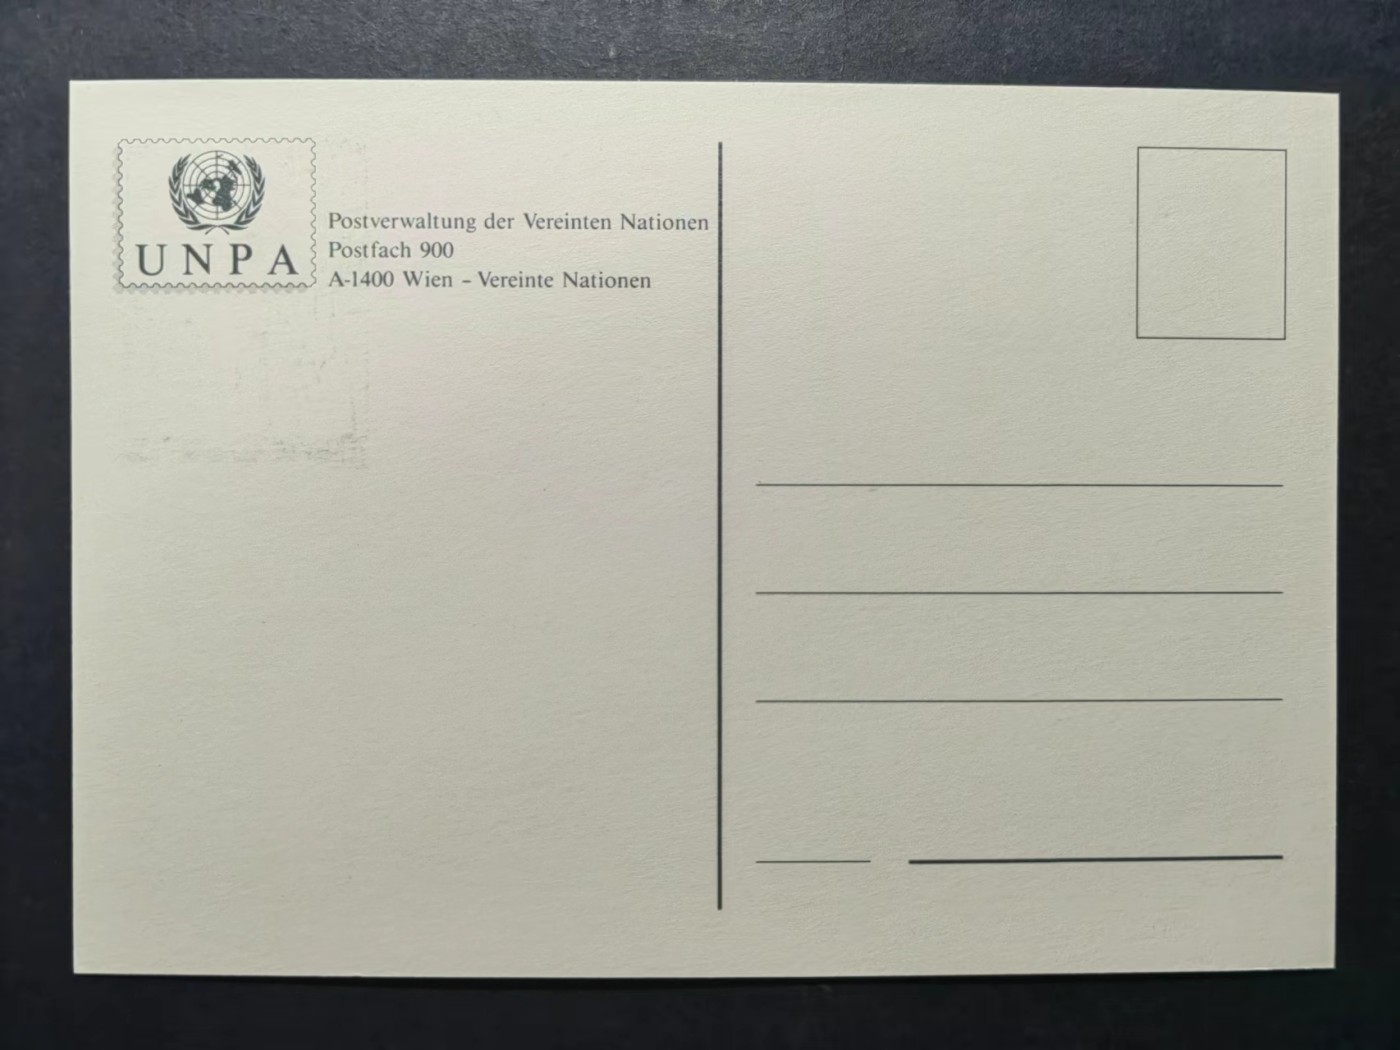 UNPA
Postverwaltung der Vereinten Nationen
Postfach 900
A-1400 Wien – Vereinte Nationen